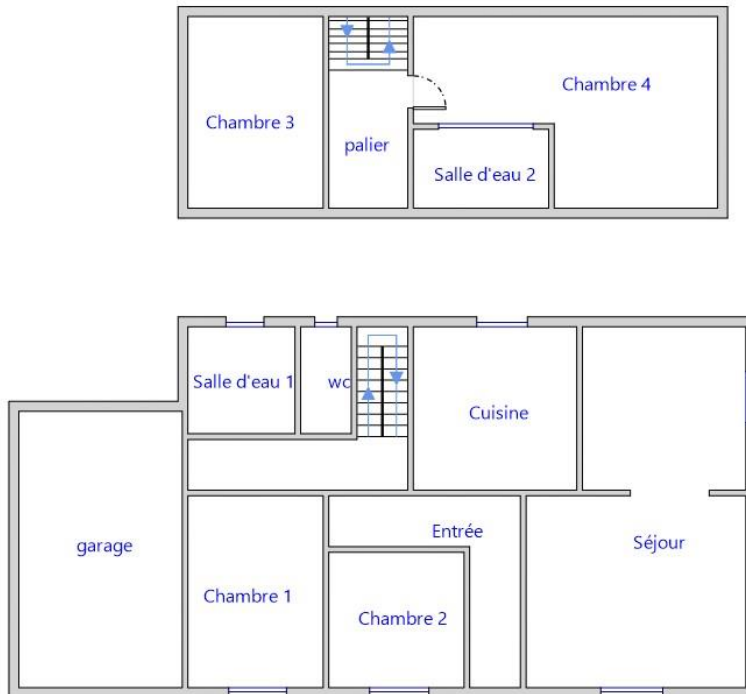 Chambre 3
palier
Chambre 4
Salle d'eau 2
Salle d'eau 1
wc
Cuisine
garage
Entrée
Séjour
Chambre 1
Chambre 2